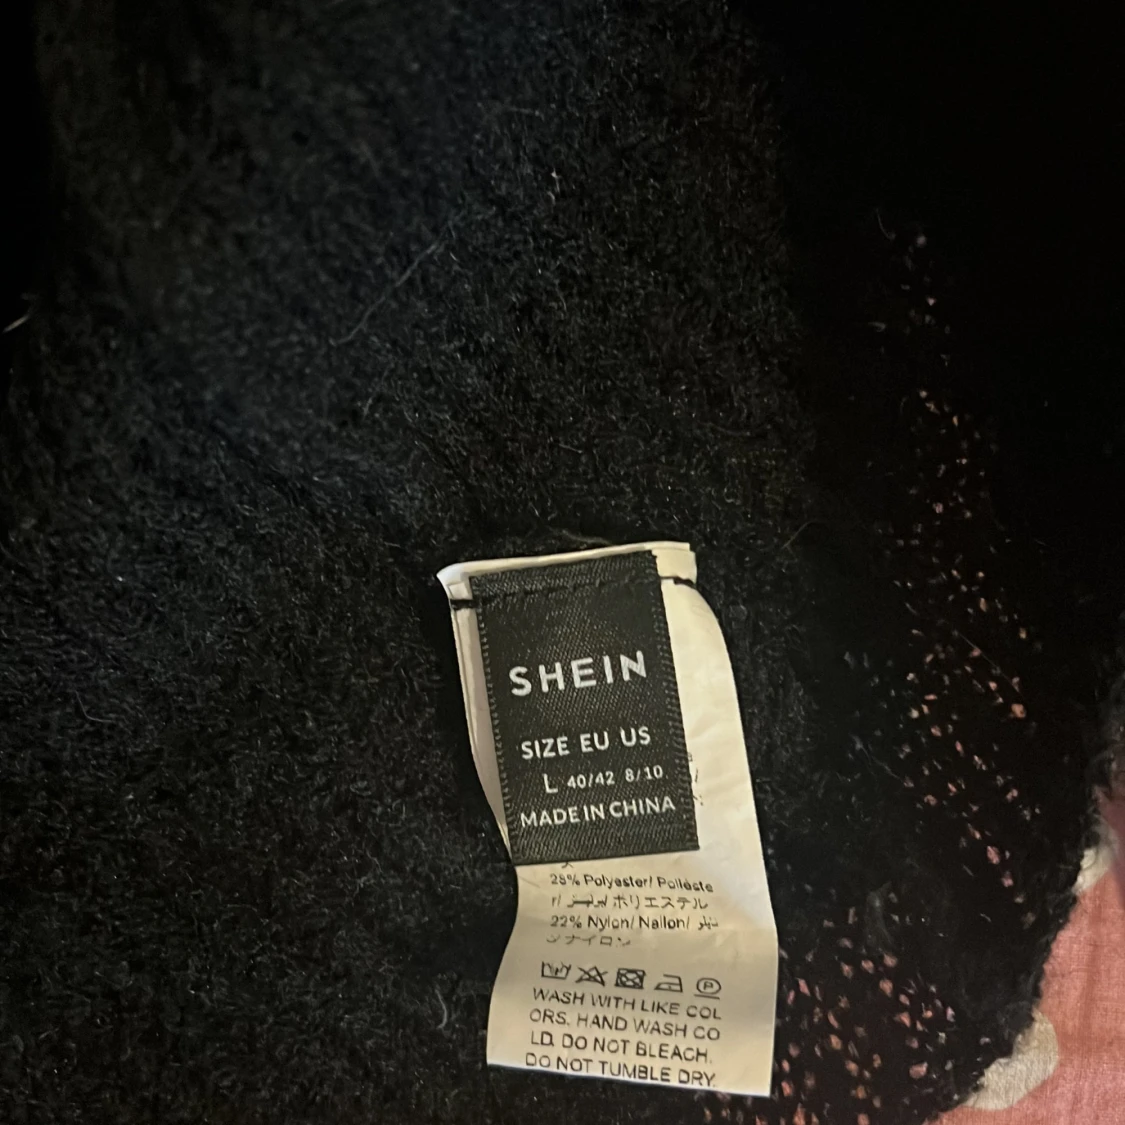 SHEIN
SIZE EU US
L 40/42 8/10
MADE IN CHINA
28% Polyester/ Poliéste
r/ ポリエステル
22% Nylon/ Nailon/
ナイロン
P
WASH WITH LIKE COL
ORS. HAND WASH CO
LD. DO NOT BLEACH.
DO NOT TUMBLE DRY.